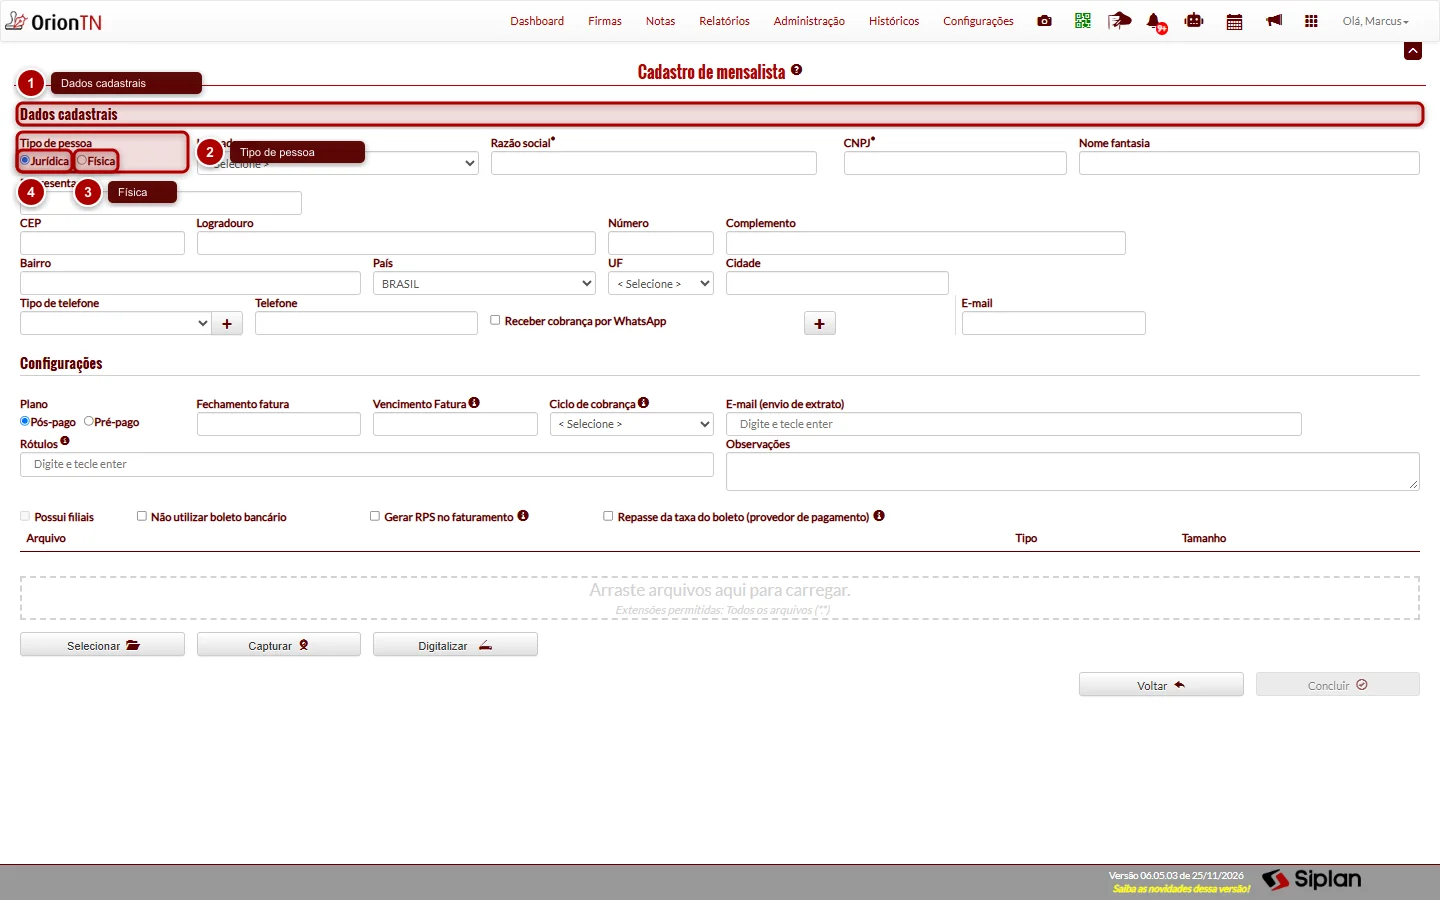 OrionTN
Dashboard Firmas Notas Relatórios Administração Históricos Configurações 9+ Olá, Marcus
Cadastro de mensalista
1 Dados cadastrais
Dados cadastrais
Tipo de pessoa
Razão social*
CNPJ*
Nome fantasia
Jurídica Física
2 Tipo de pessoa
4
3 Física
CEP Logradouro Número Complemento
Bairro País UF Cidade
BRASIL < Selecione >
Tipo de telefone Telefone E-mail
Receber cobrança por WhatsApp
Configurações
Plano Fechamento fatura Vencimento Fatura Ciclo de cobrança E-mail (envio de extrato)
Pós-pago Pré-pago < Selecione > Digite e tecle enter
Rótulos Observações
Digite e tecle enter
Possui filiais Não utilizar boleto bancário Gerar RPS no faturamento Repasse da taxa do boleto (provedor de pagamento)
Arquivo Tipo Tamanho
Arraste arquivos aqui para carregar.
Extensões permitidas: Todos os arquivos (*.*)
Selecionar Capturar Digitalizar
Voltar Concluir
Versão 06.05.03 de 25/11/2026
Saiba as novidades dessa versão!
Siplan